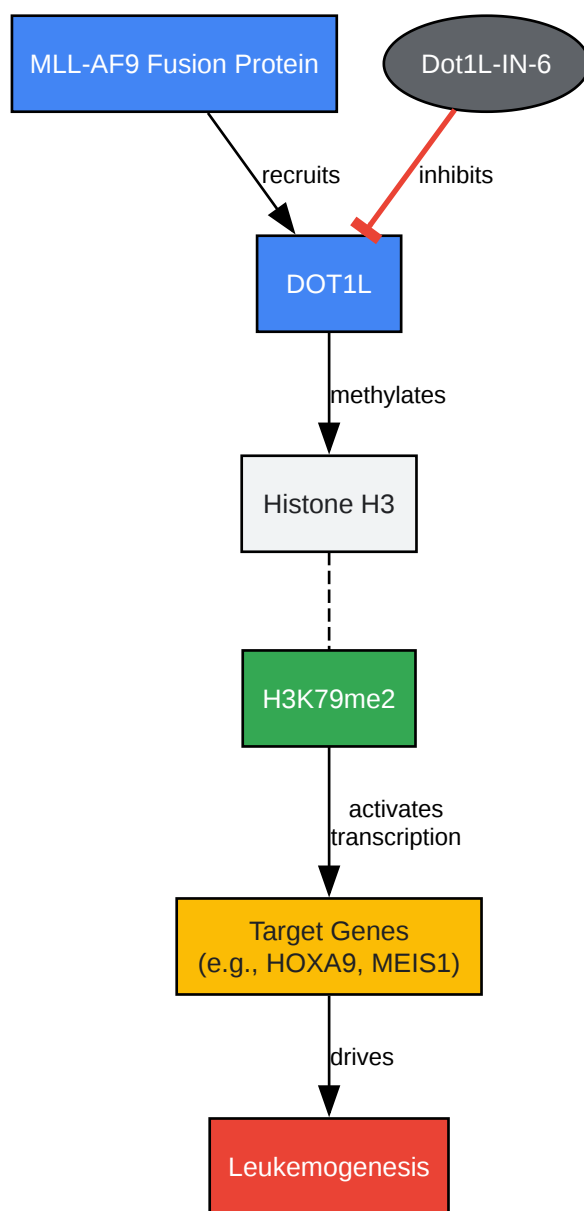 MLL-AF9 Fusion Protein
Dot1L-IN-6
recruits
inhibits
DOT1L
methylates
Histone H3
H3K79me2
activates
transcription
Target Genes
(e.g., HOXA9, MEIS1)
drives
Leukemogenesis